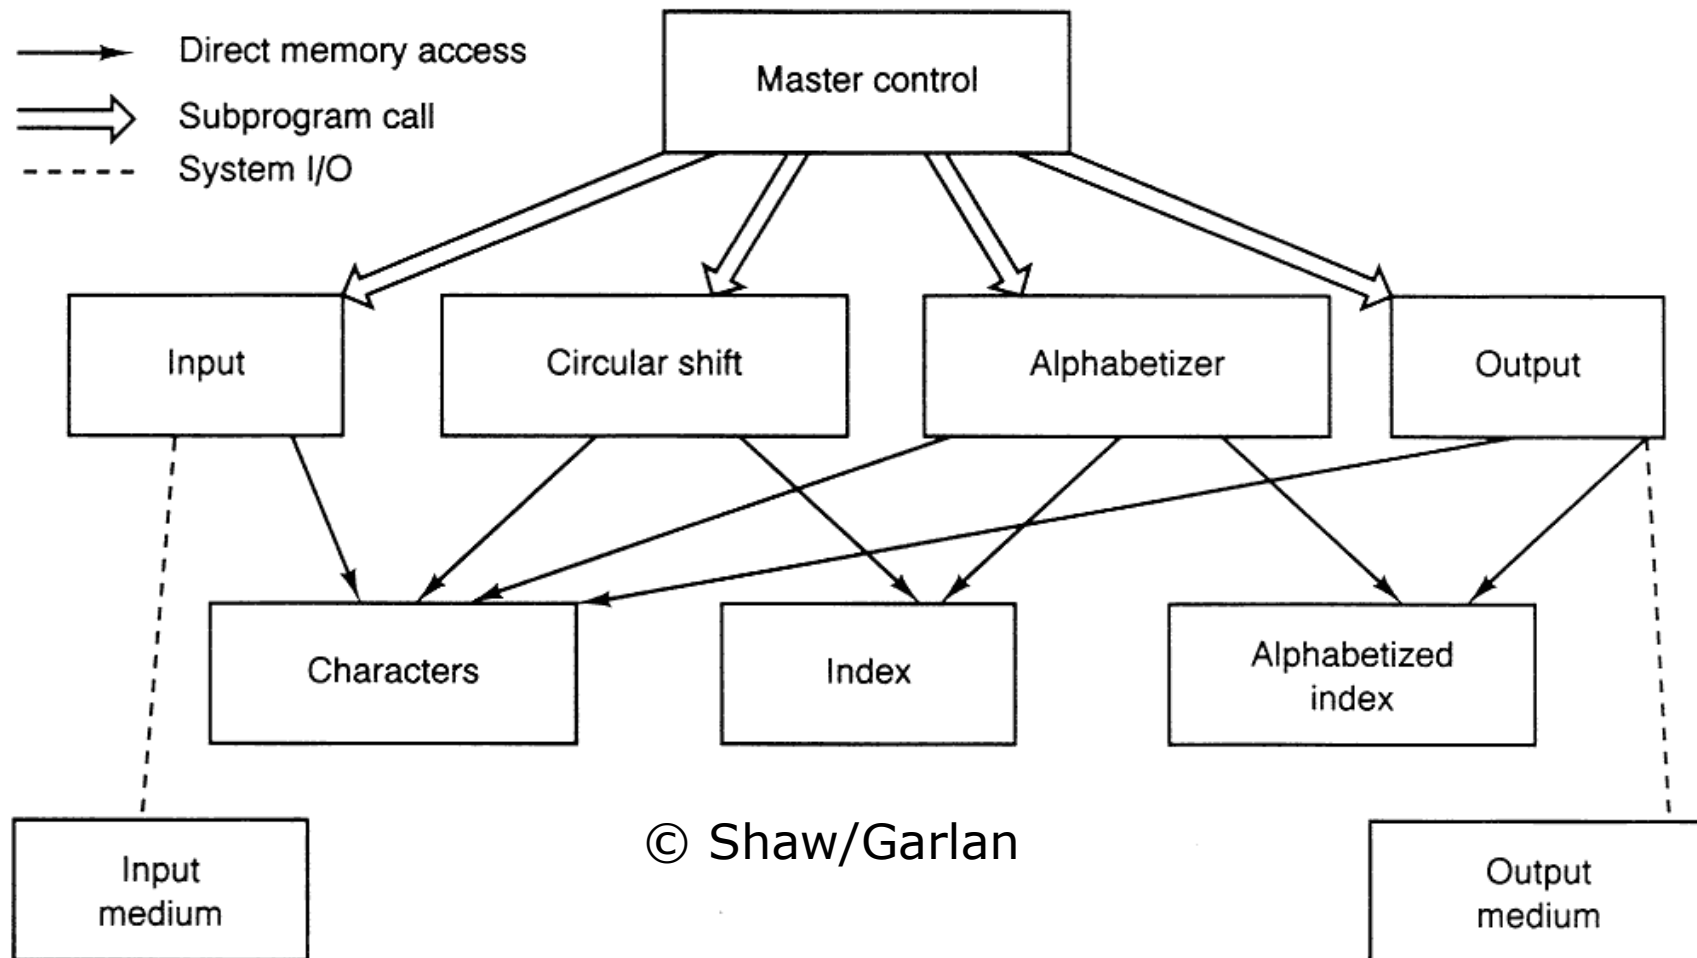 Direct memory access
Subprogram call
System I/O
Master control
Input
Circular shift
Alphabetizer
Output
Characters
Index
Alphabetized
index
© Shaw/Garlan
Input
medium
Output
medium